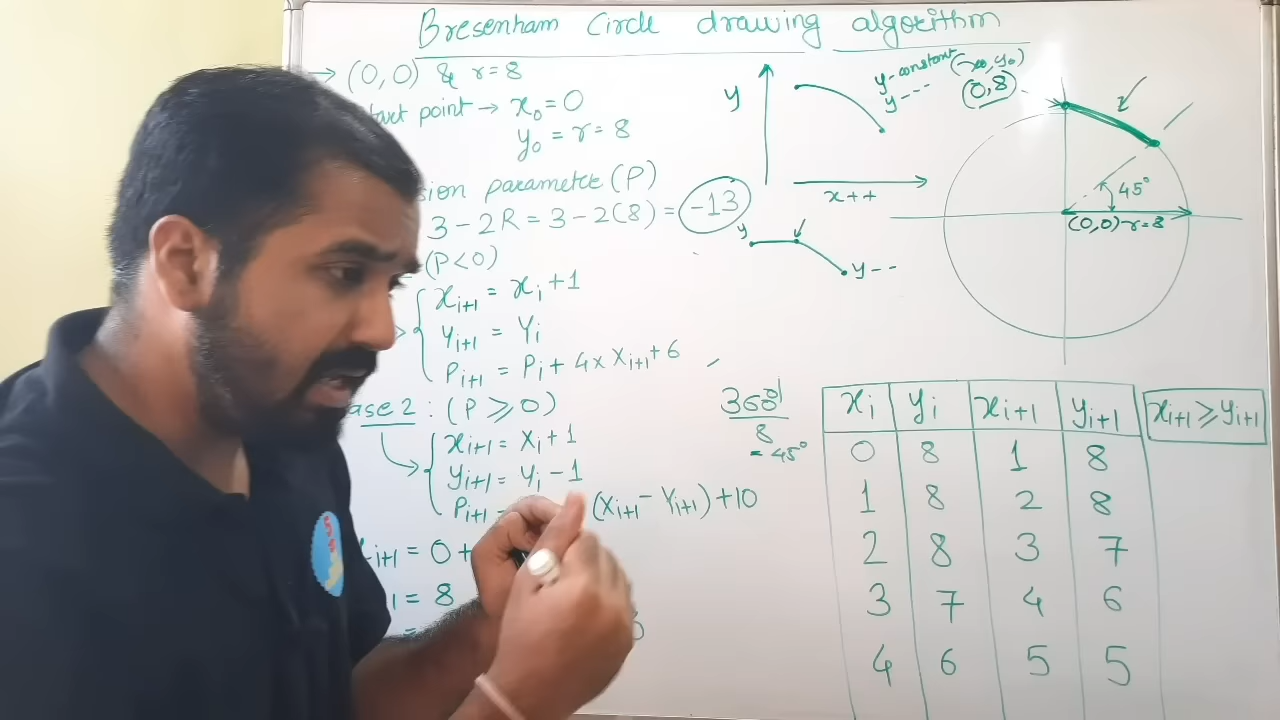 Bresenham Circle drawing algorithm
→ (0,0) & r=8
point → x₀=0
y₀ = r = 8
parameter (P)
3-2R = 3-2(8) = -13
(P<0)
xᵢ₊₁ = xᵢ+1
yᵢ₊₁ = Yᵢ
Pᵢ₊₁ = Pᵢ + 4 x Xᵢ₊₁ + 6
2 : (P ≥ 0)
xᵢ₊₁ = Xᵢ+1
yᵢ₊₁ = Yᵢ-1
Pᵢ₊₁ = (Xᵢ₊₁ - Yᵢ₊₁) +10
ᵢ₊₁ = 0+
₁ = 8
y
x++
y
y--
y-constant
y---
(x₀,y₀)
(0,8)
45°
(0,0) r=8
360°
8
= 45°
xᵢ yᵢ xᵢ₊₁ yᵢ₊₁ xᵢ₊₁ ≥ yᵢ₊₁
0 8 1 8
1 8 2 8
2 8 3 7
3 7 4 6
4 6 5 5